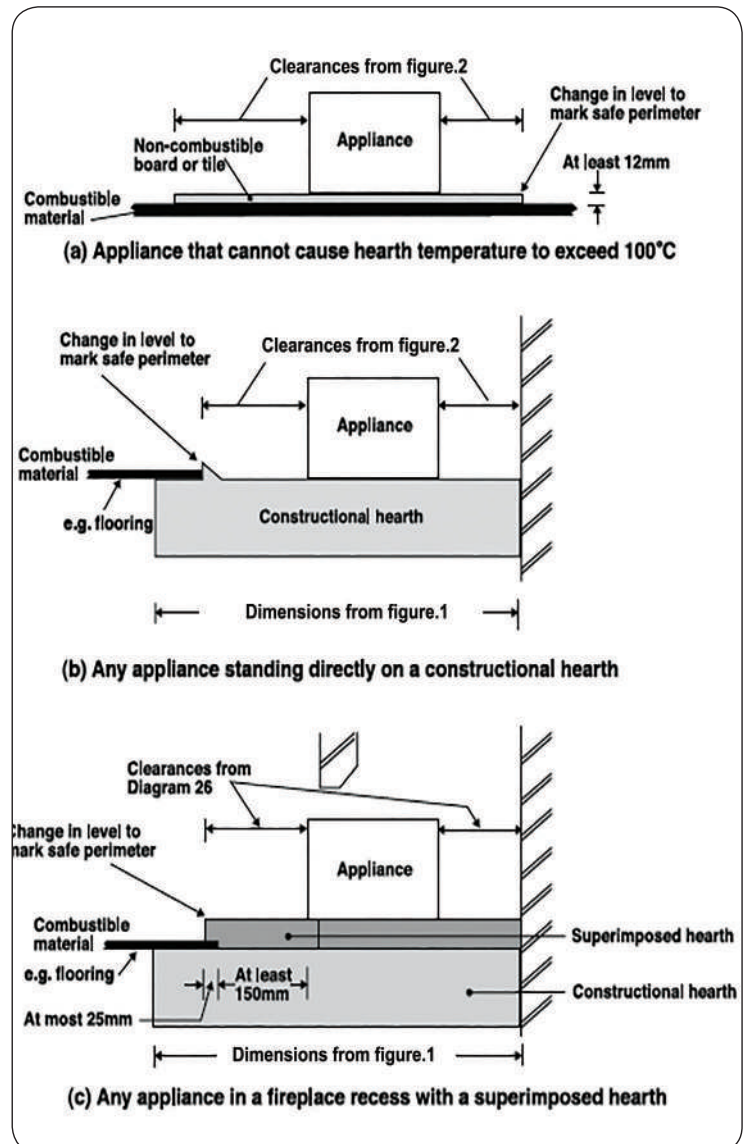 Clearances from figure.2
Change in level to
mark safe perimeter
Appliance
Non-combustible
board or tile
At least 12mm
Combustible
material
(a) Appliance that cannot cause hearth temperature to exceed 100°C
Change in level to
mark safe perimeter
Clearances from figure.2
Appliance
Combustible
material
e.g. flooring
Constructional hearth
Dimensions from figure.1
(b) Any appliance standing directly on a constructional hearth
Clearances from
Diagram 26
Change in level to
mark safe perimeter
Appliance
Combustible
material
e.g. flooring
Superimposed hearth
At least
150mm
At most 25mm
Constructional hearth
Dimensions from figure.1
(c) Any appliance in a fireplace recess with a superimposed hearth